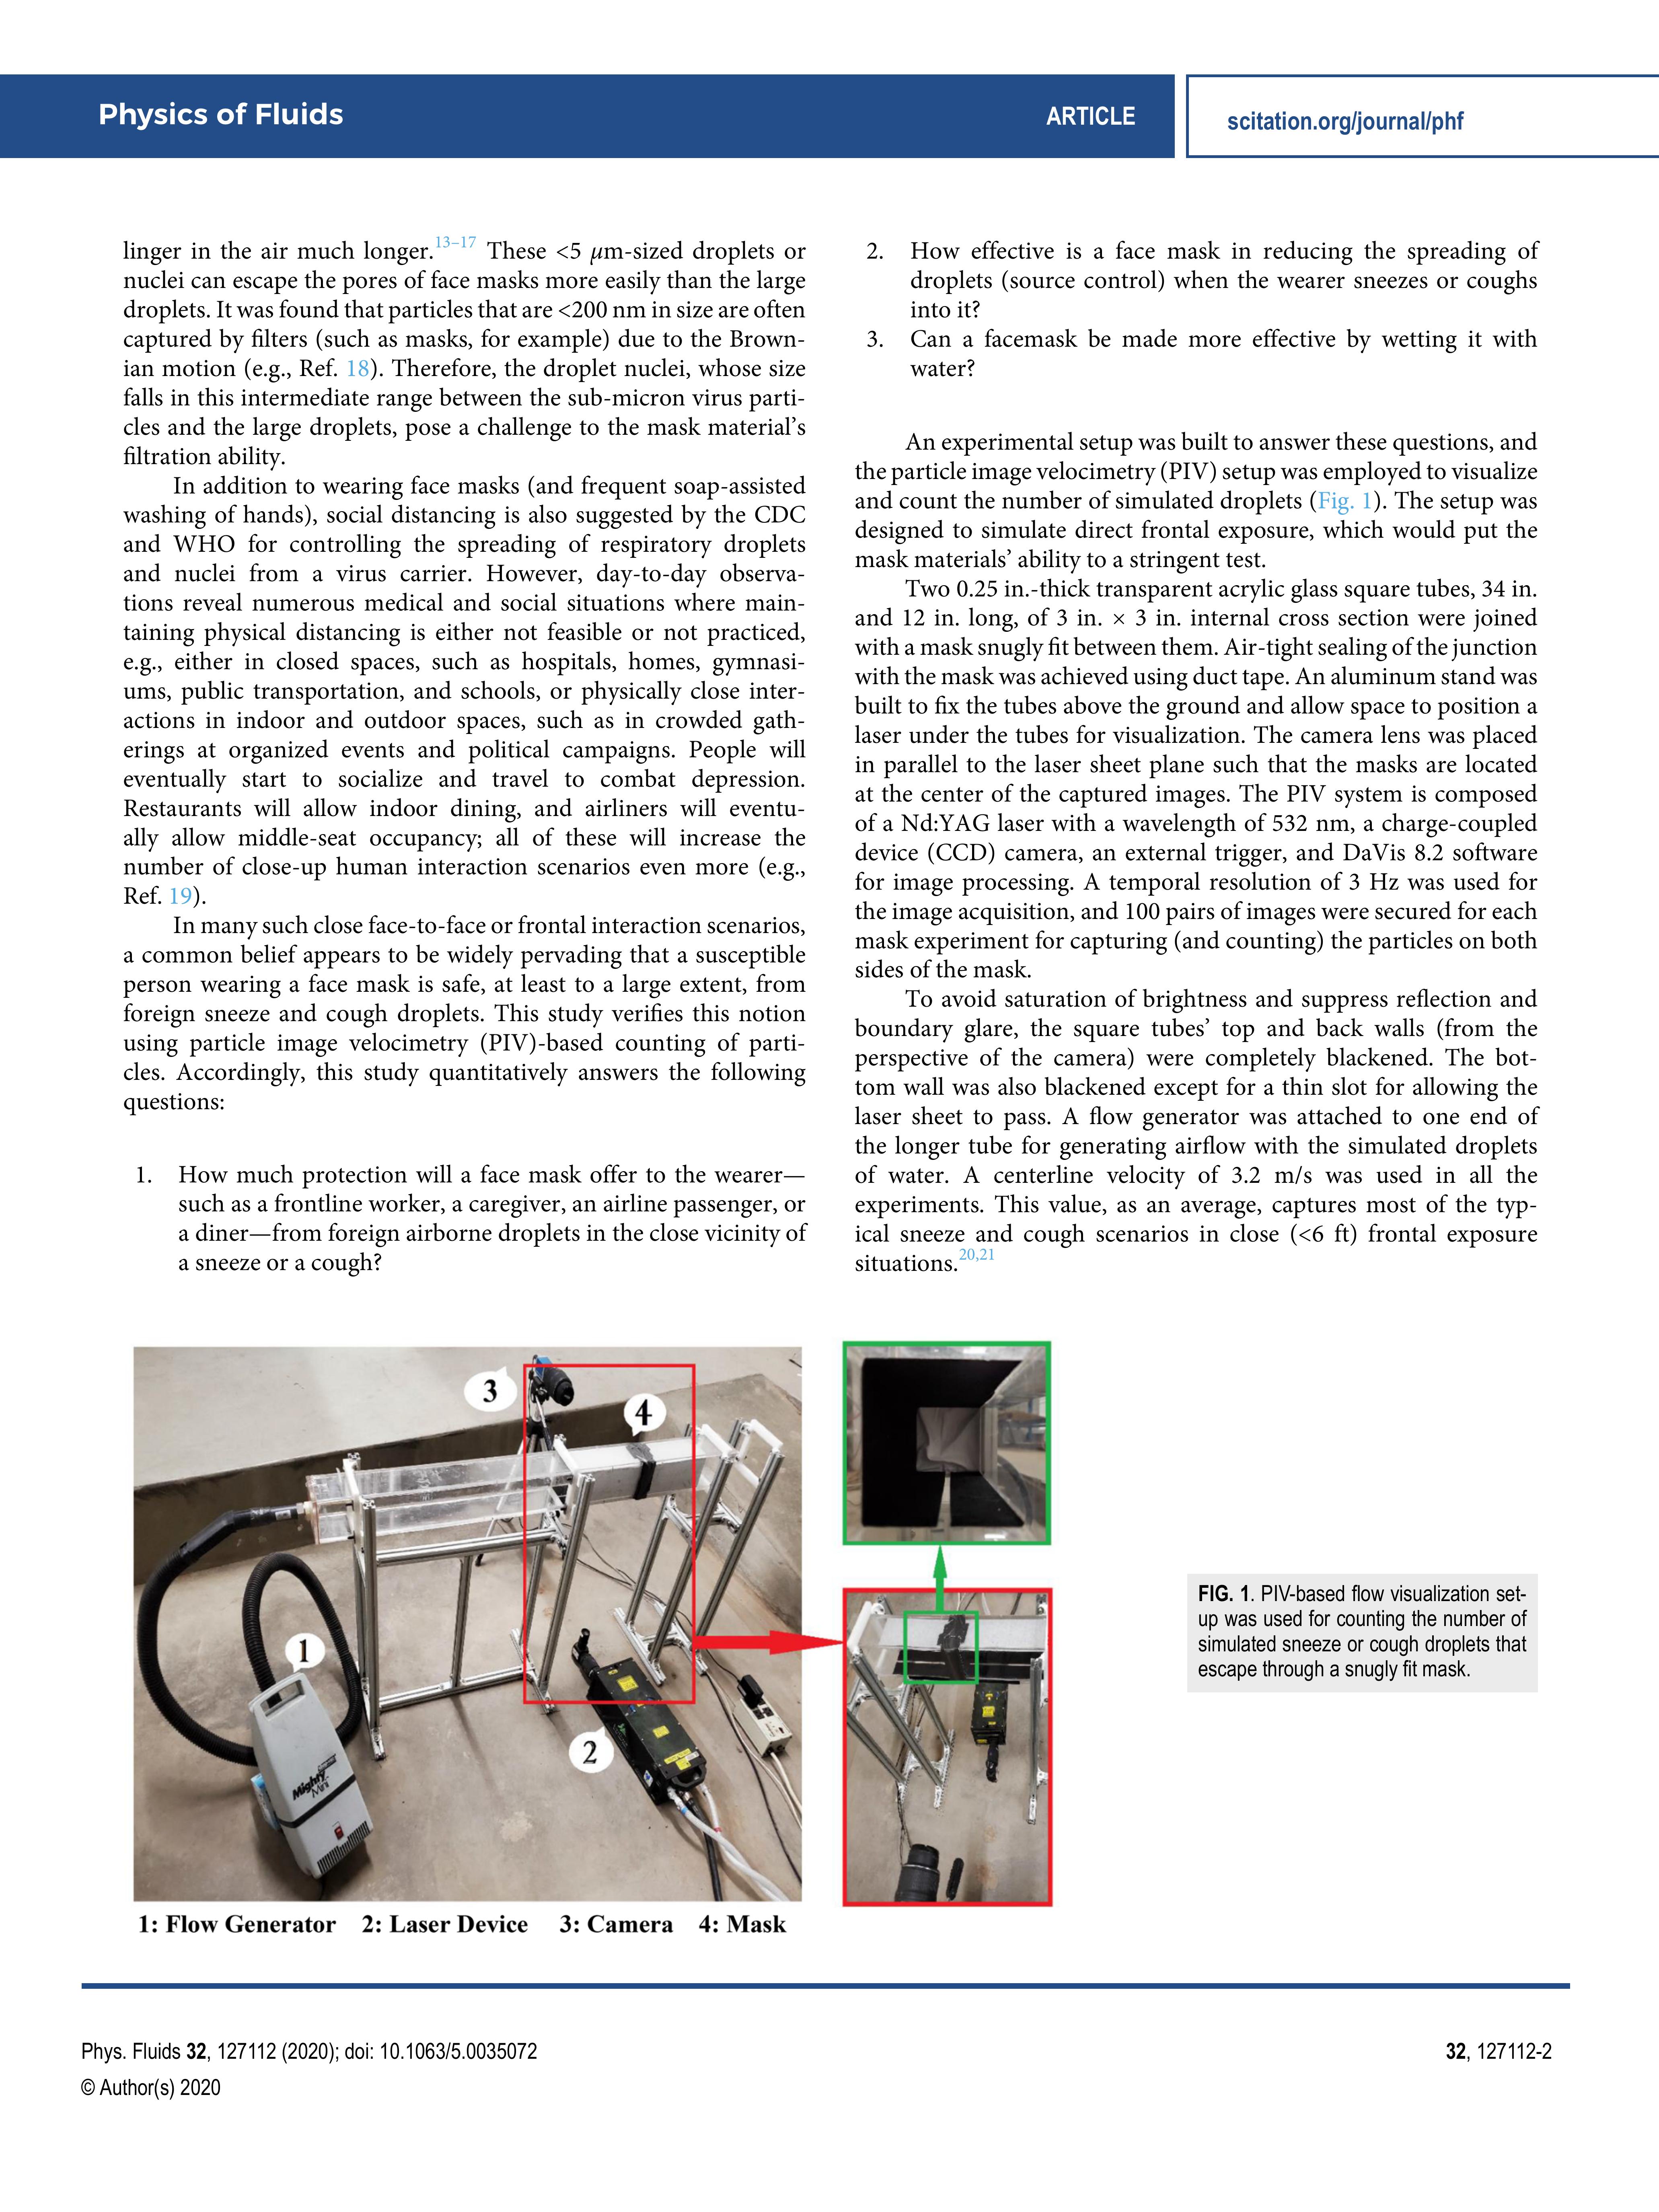 Physics of Fluids
ARTICLE
scitation.org/journal/phf
linger in the air much longer.13–17 These <5 μm-sized droplets or
nuclei can escape the pores of face masks more easily than the large
droplets. It was found that particles that are <200 nm in size are often
captured by filters (such as masks, for example) due to the Brown-
ian motion (e.g., Ref. 18). Therefore, the droplet nuclei, whose size
falls in this intermediate range between the sub-micron virus parti-
cles and the large droplets, pose a challenge to the mask material's
filtration ability.
In addition to wearing face masks (and frequent soap-assisted
washing of hands), social distancing is also suggested by the CDC
and WHO for controlling the spreading of respiratory droplets
and nuclei from a virus carrier. However, day-to-day observa-
tions reveal numerous medical and social situations where main-
taining physical distancing is either not feasible or not practiced,
e.g., either in closed spaces, such as hospitals, homes, gymnasi-
ums, public transportation, and schools, or physically close inter-
actions in indoor and outdoor spaces, such as in crowded gath-
erings at organized events and political campaigns. People will
eventually start to socialize and travel to combat depression.
Restaurants will allow indoor dining, and airliners will eventu-
ally allow middle-seat occupancy; all of these will increase the
number of close-up human interaction scenarios even more (e.g.,
Ref. 19).
In many such close face-to-face or frontal interaction scenarios,
a common belief appears to be widely pervading that a susceptible
person wearing a face mask is safe, at least to a large extent, from
foreign sneeze and cough droplets. This study verifies this notion
using particle image velocimetry (PIV)-based counting of parti-
cles. Accordingly, this study quantitatively answers the following
questions:
1. How much protection will a face mask offer to the wearer—
such as a frontline worker, a caregiver, an airline passenger, or
a diner—from foreign airborne droplets in the close vicinity of
a sneeze or a cough?
2. How effective is a face mask in reducing the spreading of
droplets (source control) when the wearer sneezes or coughs
into it?
3. Can a facemask be made more effective by wetting it with
water?
An experimental setup was built to answer these questions, and
the particle image velocimetry (PIV) setup was employed to visualize
and count the number of simulated droplets (Fig. 1). The setup was
designed to simulate direct frontal exposure, which would put the
mask materials' ability to a stringent test.
Two 0.25 in.-thick transparent acrylic glass square tubes, 34 in.
and 12 in. long, of 3 in. × 3 in. internal cross section were joined
with a mask snugly fit between them. Air-tight sealing of the junction
with the mask was achieved using duct tape. An aluminum stand was
built to fix the tubes above the ground and allow space to position a
laser under the tubes for visualization. The camera lens was placed
in parallel to the laser sheet plane such that the masks are located
at the center of the captured images. The PIV system is composed
of a Nd:YAG laser with a wavelength of 532 nm, a charge-coupled
device (CCD) camera, an external trigger, and DaVis 8.2 software
for image processing. A temporal resolution of 3 Hz was used for
the image acquisition, and 100 pairs of images were secured for each
mask experiment for capturing (and counting) the particles on both
sides of the mask.
To avoid saturation of brightness and suppress reflection and
boundary glare, the square tubes' top and back walls (from the
perspective of the camera) were completely blackened. The bot-
tom wall was also blackened except for a thin slot for allowing the
laser sheet to pass. A flow generator was attached to one end of
the longer tube for generating airflow with the simulated droplets
of water. A centerline velocity of 3.2 m/s was used in all the
experiments. This value, as an average, captures most of the typ-
ical sneeze and cough scenarios in close (<6 ft) frontal exposure
situations.20,21
3
4
1
2
Mighty
Mini
1: Flow Generator 2: Laser Device 3: Camera 4: Mask
FIG. 1. PIV-based flow visualization set-
up was used for counting the number of
simulated sneeze or cough droplets that
escape through a snugly fit mask.
Phys. Fluids 32, 127112 (2020); doi: 10.1063/5.0035072
32, 127112-2
© Author(s) 2020